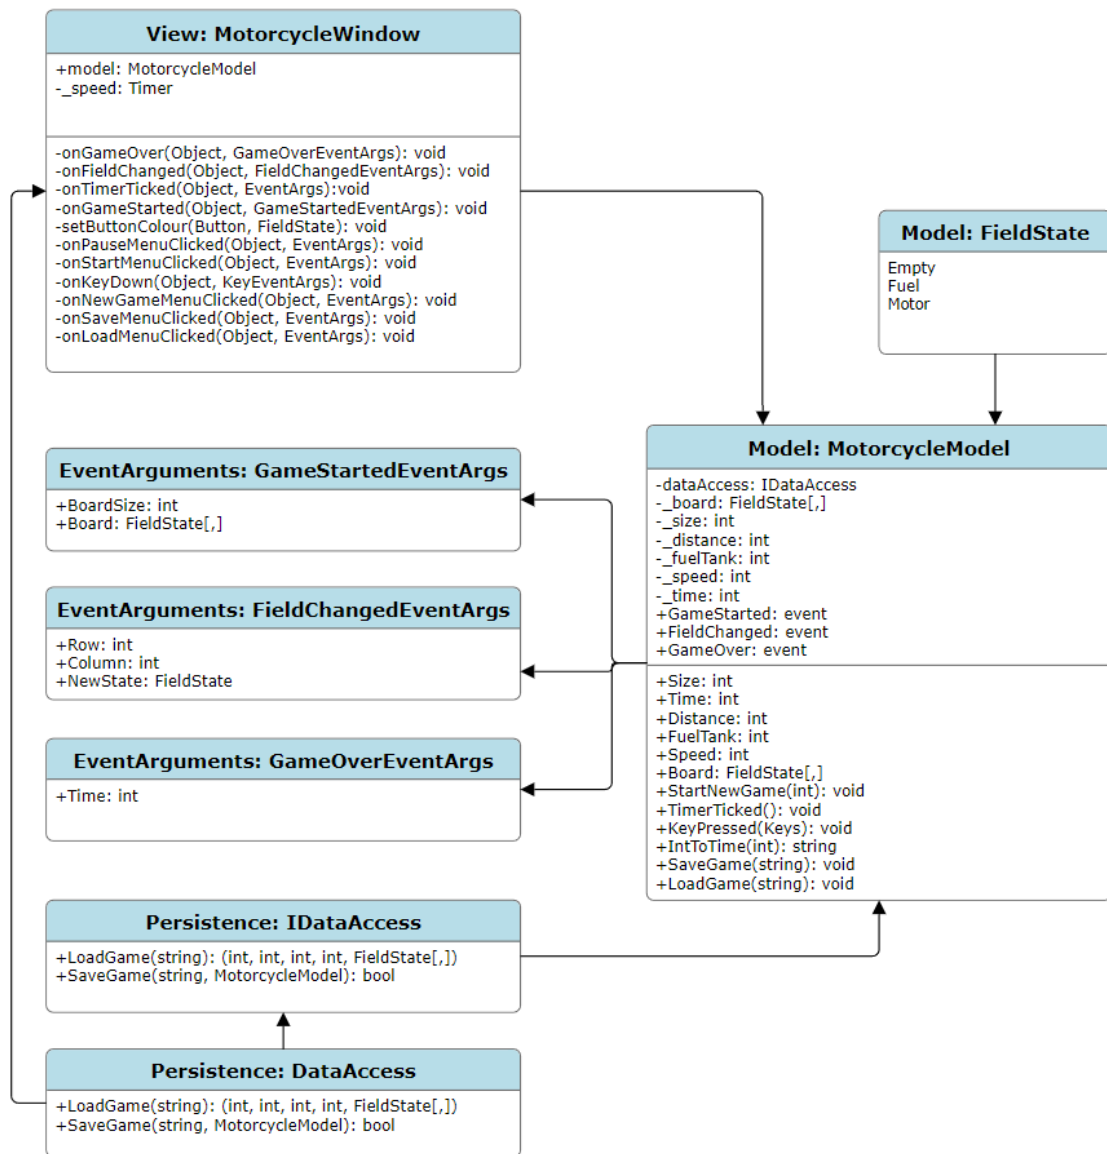 View: MotorcycleWindow
+model: MotorcycleModel
-_speed: Timer
-onGameOver(Object, GameOverEventArgs): void
-onFieldChanged(Object, FieldChangedEventArgs): void
-onTimerTicked(Object, EventArgs):void
-onGameStarted(Object, GameStartedEventArgs): void
-setButtonColour(Button, FieldState): void
-onPauseMenuClicked(Object, EventArgs): void
-onStartMenuClicked(Object, EventArgs): void
-onKeyDown(Object, KeyEventArgs): void
-onNewGameMenuClicked(Object, EventArgs): void
-onSaveMenuClicked(Object, EventArgs): void
-onLoadMenuClicked(Object, EventArgs): void
Model: FieldState
Empty
Fuel
Motor
EventArguments: GameStartedEventArgs
+BoardSize: int
+Board: FieldState[,]
EventArguments: FieldChangedEventArgs
+Row: int
+Column: int
+NewState: FieldState
EventArguments: GameOverEventArgs
+Time: int
Model: MotorcycleModel
-dataAccess: IDataAccess
-_board: FieldState[,]
-_size: int
-_distance: int
-_fuelTank: int
-_speed: int
-_time: int
+GameStarted: event
+FieldChanged: event
+GameOver: event
+Size: int
+Time: int
+Distance: int
+FuelTank: int
+Speed: int
+Board: FieldState[,]
+StartNewGame(int): void
+TimerTicked(): void
+KeyPressed(Keys): void
+IntToTime(int): string
+SaveGame(string): void
+LoadGame(string): void
Persistence: IDataAccess
+LoadGame(string): (int, int, int, int, FieldState[,])
+SaveGame(string, MotorcycleModel): bool
Persistence: DataAccess
+LoadGame(string): (int, int, int, int, FieldState[,])
+SaveGame(string, MotorcycleModel): bool